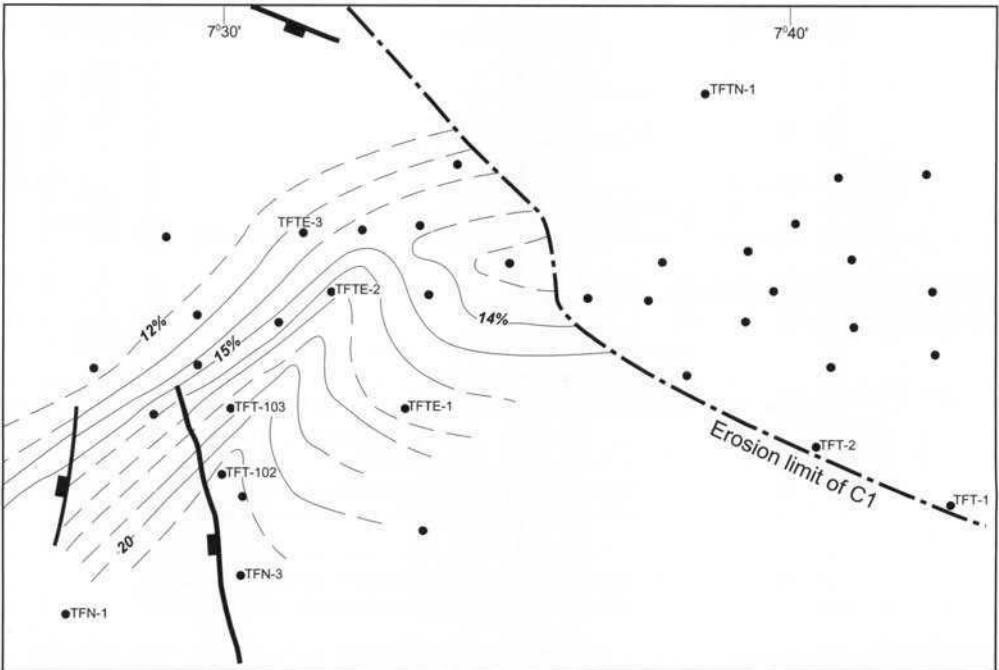 7°30'
7°40'
TFTN-1
TFTE-3
TFTE-2
12%
14%
15%
TFT-103
TFTE-1
Erosion limit of C1
TFT-2
TFT-102
TFT-1
20
TFN-3
TFN-1